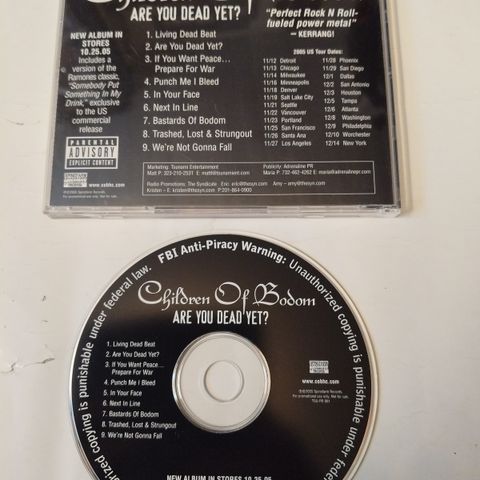 Children Of Bodom
ARE YOU DEAD YET?
NEW ALBUM IN
STORES
10.25.05
Includes a
version of the
Ramones classic,
"Somebody Put
Something In My
Drink," exclusive
to the US
commercial
release
PARENTAL
ADVISORY
EXPLICIT CONTENT
www.cobhc.com
1. Living Dead Beat
2. Are You Dead Yet?
3. If You Want Peace...
Prepare For War
4. Punch Me I Bleed
5. In Your Face
6. Next In Line
7. Bastards Of Bodom
8. Trashed, Lost & Strungout
9. We're Not Gonna Fall
"Perfect Rock N Roll-
fueled power metal"
– KERRANG!
2005 US Tour Dates:
11/12 Detroit
11/13 Chicago
11/14 Milwaukee
11/16 Minneapolis
11/18 Denver
11/19 Salt Lake City
11/21 Seattle
11/22 Vancouver
11/23 Portland
11/25 San Francisco
11/26 Santa Ana
11/27 Los Angeles
11/28 Phoenix
11/29 San Diego
12/1 Dallas
12/2 San Antonio
12/3 Houston
12/5 Tampa
12/6 Atlanta
12/8 Washington
12/9 Philadelphia
12/10 Worchester
12/14 New York
Marketing: Tsunami Entertainment
Publicity: Adrenaline PR
Radio Promotions: The Syndicate
FBI Anti-Piracy Warning: Unauthorized copying is punishable under federal law.
Children Of Bodom
ARE YOU DEAD YET?
1. Living Dead Beat
2. Are You Dead Yet?
3. If You Want Peace...
Prepare For War
4. Punch Me I Bleed
5. In Your Face
6. Next In Line
7. Bastards Of Bodom
8. Trashed, Lost & Strungout
9. We're Not Gonna Fall
www.cobhc.com
NEW ALBUM IN STORES 10.25.05